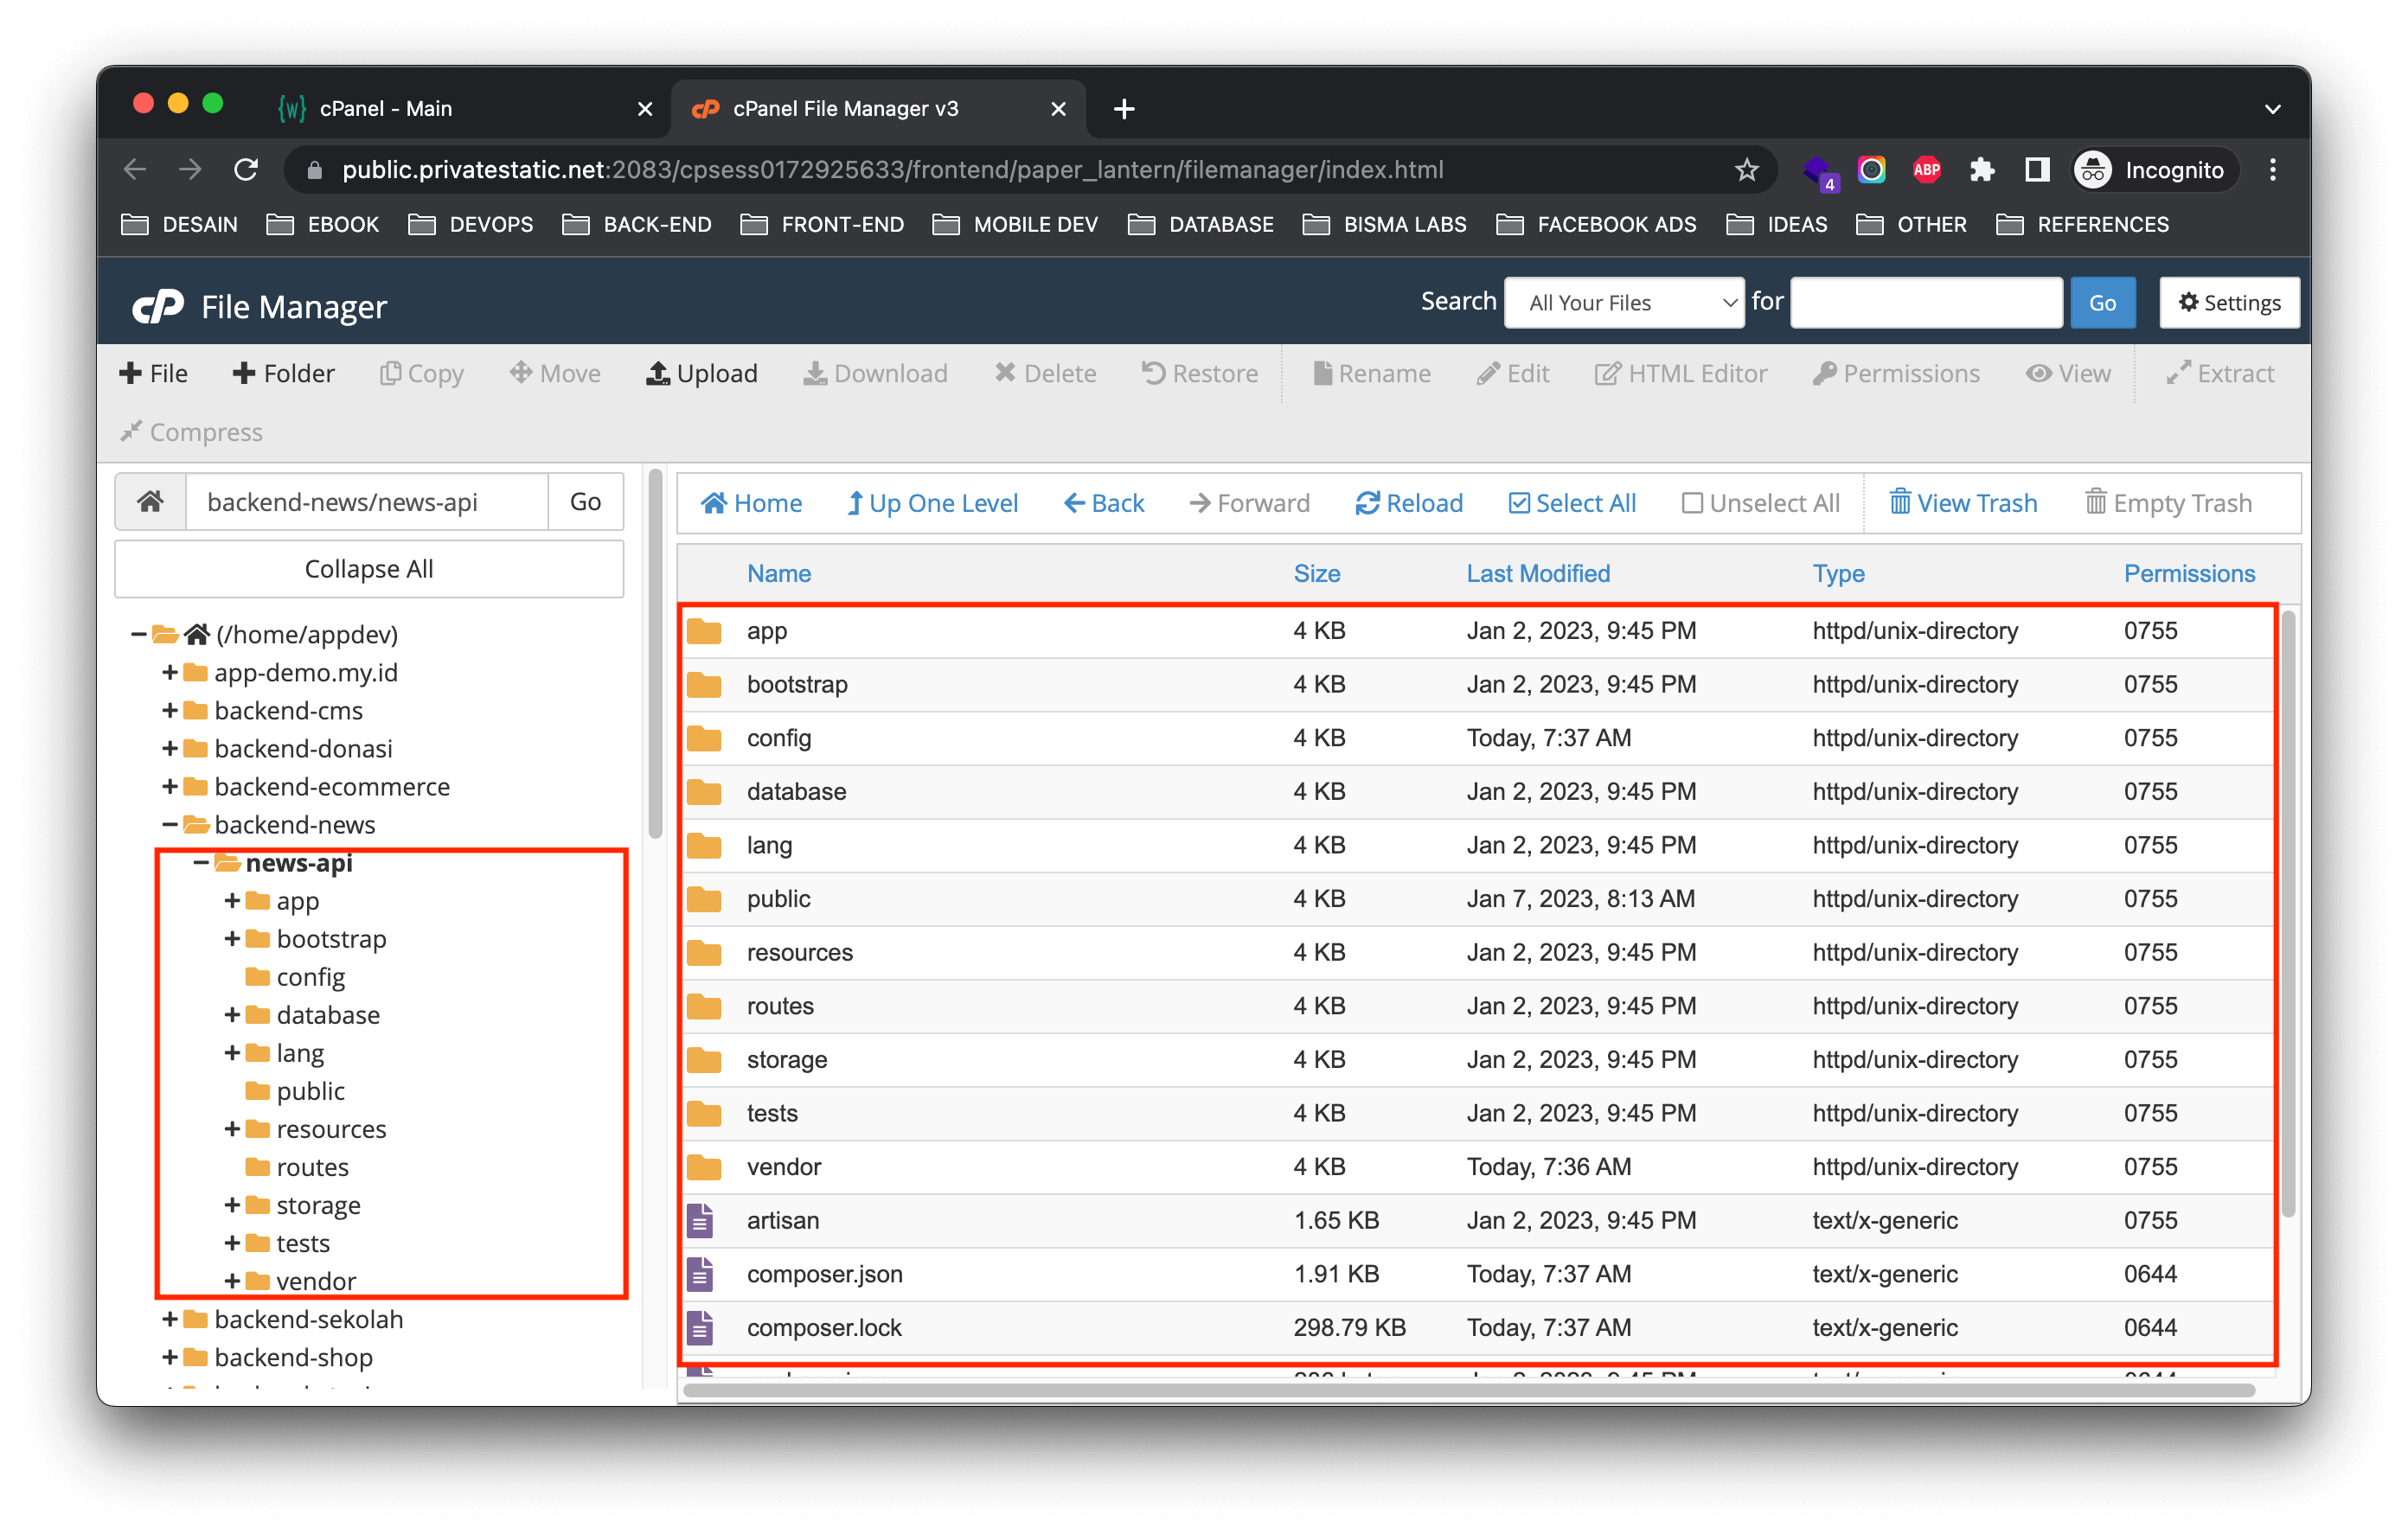 cPanel - Main
cPanel File Manager v3
public.privatestatic.net:2083/cpsess0172925633/frontend/paper_lantern/filemanager/index.html
4
ABP
Incognito
DESAIN EBOOK DEVOPS BACK-END FRONT-END MOBILE DEV DATABASE BISMA LABS FACEBOOK ADS IDEAS OTHER REFERENCES
cP File Manager
Search All Your Files for Go Settings
File Folder Copy Move Upload Download Delete Restore Rename Edit HTML Editor Permissions View Extract
Compress
backend-news/news-api Go
Collapse All
(/home/appdev)
app-demo.my.id
backend-cms
backend-donasi
backend-ecommerce
backend-news
news-api
app
bootstrap
config
database
lang
public
resources
routes
storage
tests
vendor
backend-sekolah
backend-shop
Home Up One Level Back Forward Reload Select All Unselect All View Trash Empty Trash
Name Size Last Modified Type Permissions
app 4 KB Jan 2, 2023, 9:45 PM httpd/unix-directory 0755
bootstrap 4 KB Jan 2, 2023, 9:45 PM httpd/unix-directory 0755
config 4 KB Today, 7:37 AM httpd/unix-directory 0755
database 4 KB Jan 2, 2023, 9:45 PM httpd/unix-directory 0755
lang 4 KB Jan 2, 2023, 9:45 PM httpd/unix-directory 0755
public 4 KB Jan 7, 2023, 8:13 AM httpd/unix-directory 0755
resources 4 KB Jan 2, 2023, 9:45 PM httpd/unix-directory 0755
routes 4 KB Jan 2, 2023, 9:45 PM httpd/unix-directory 0755
storage 4 KB Jan 2, 2023, 9:45 PM httpd/unix-directory 0755
tests 4 KB Jan 2, 2023, 9:45 PM httpd/unix-directory 0755
vendor 4 KB Today, 7:36 AM httpd/unix-directory 0755
artisan 1.65 KB Jan 2, 2023, 9:45 PM text/x-generic 0755
composer.json 1.91 KB Today, 7:37 AM text/x-generic 0644
composer.lock 298.79 KB Today, 7:37 AM text/x-generic 0644